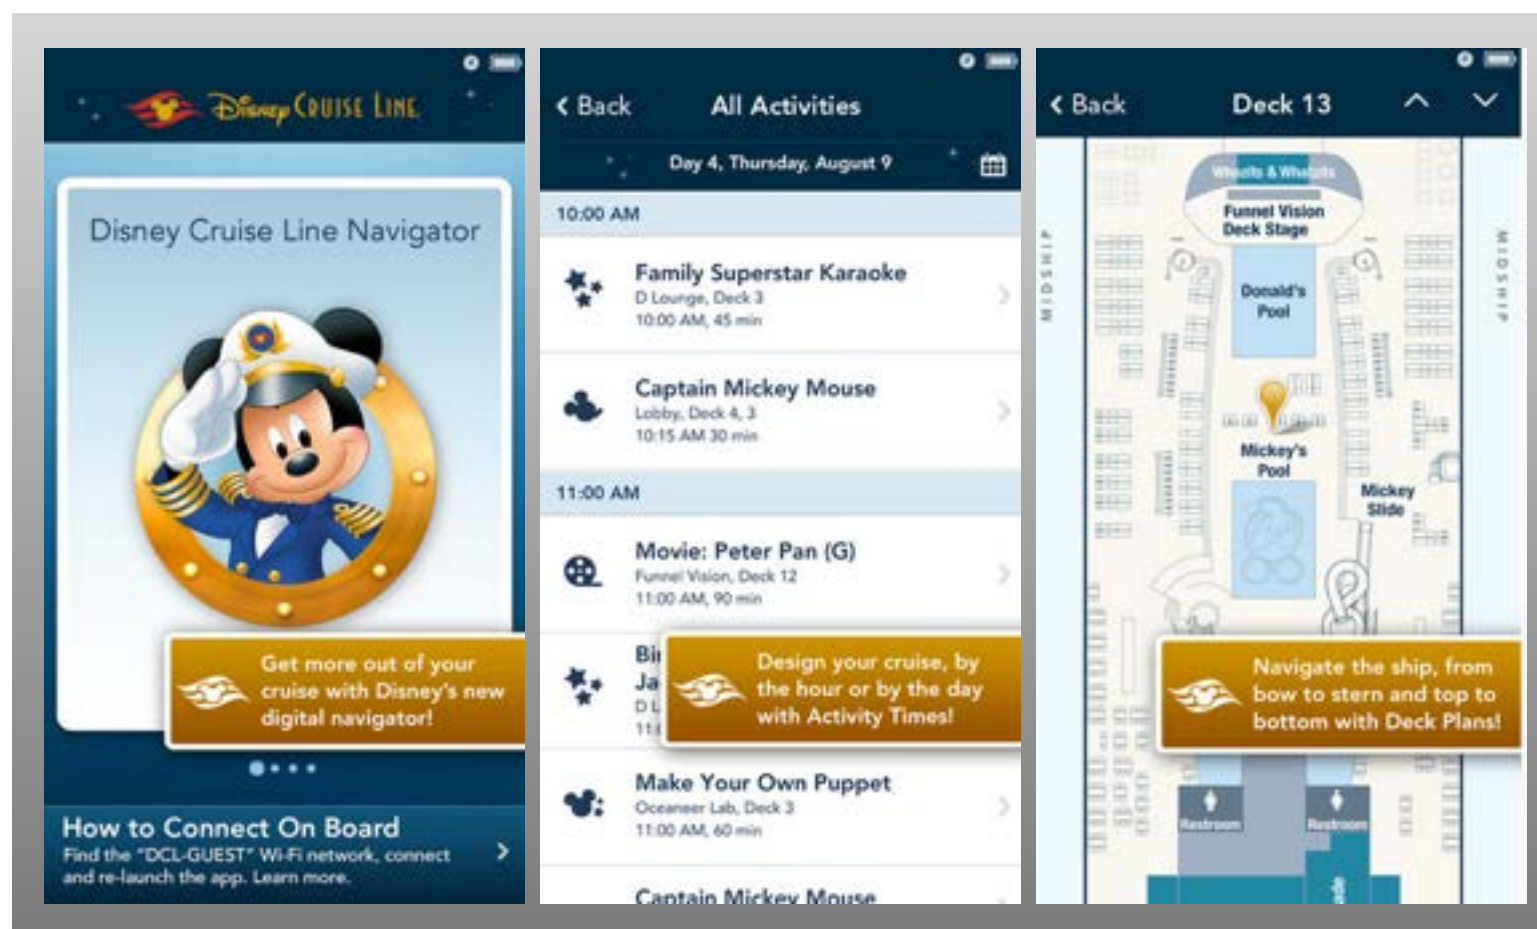 Disney CRUISE LINE
Disney Cruise Line Navigator
Get more out of your
cruise with Disney's new
digital navigator!
How to Connect On Board
Find the "DCL-GUEST" Wi-Fi network, connect
and re-launch the app. Learn more.
Back
All Activities
Day 4, Thursday, August 9
10:00 AM
Family Superstar Karaoke
D Lounge, Deck 3
10:00 AM, 45 min
Captain Mickey Mouse
Lobby, Deck 4, 3
10:15 AM 30 min
11:00 AM
Movie: Peter Pan (G)
Funnel Vision, Deck 12
11:00 AM, 90 min
Design your cruise, by
the hour or by the day
with Activity Times!
Make Your Own Puppet
Oceaneer Lab, Deck 3
11:00 AM, 60 min
Captain Mickey Mouse
Back
Deck 13
Whozits & Whatzits
Funnel Vision
Deck Stage
MIDSHIP
MIDSHIP
Donald's
Pool
Mickey's
Pool
Mickey
Slide
Navigate the ship, from
bow to stern and top to
bottom with Deck Plans!
Restroom
Restroom